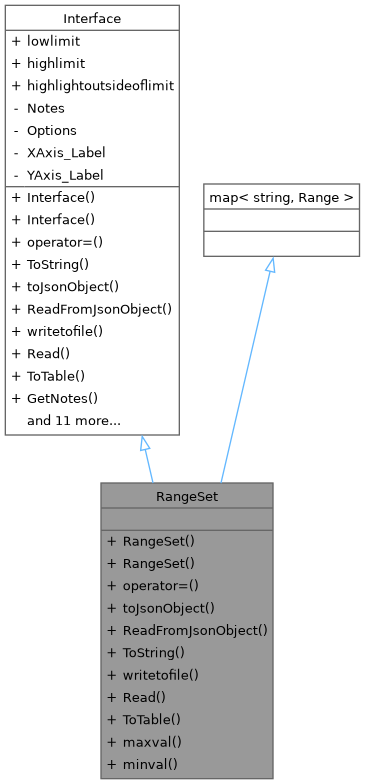 Interface
+ lowlimit
+ highlimit
+ highlightoutsideoflimit
- Notes
- Options
- XAxis_Label
- YAxis_Label
+ Interface()
+ Interface()
+ operator=()
+ ToString()
+ toJsonObject()
+ ReadFromJsonObject()
+ writetofile()
+ Read()
+ ToTable()
+ GetNotes()
and 11 more...
map< string, Range >
RangeSet
+ RangeSet()
+ RangeSet()
+ operator=()
+ toJsonObject()
+ ReadFromJsonObject()
+ ToString()
+ writetofile()
+ Read()
+ ToTable()
+ maxval()
+ minval()